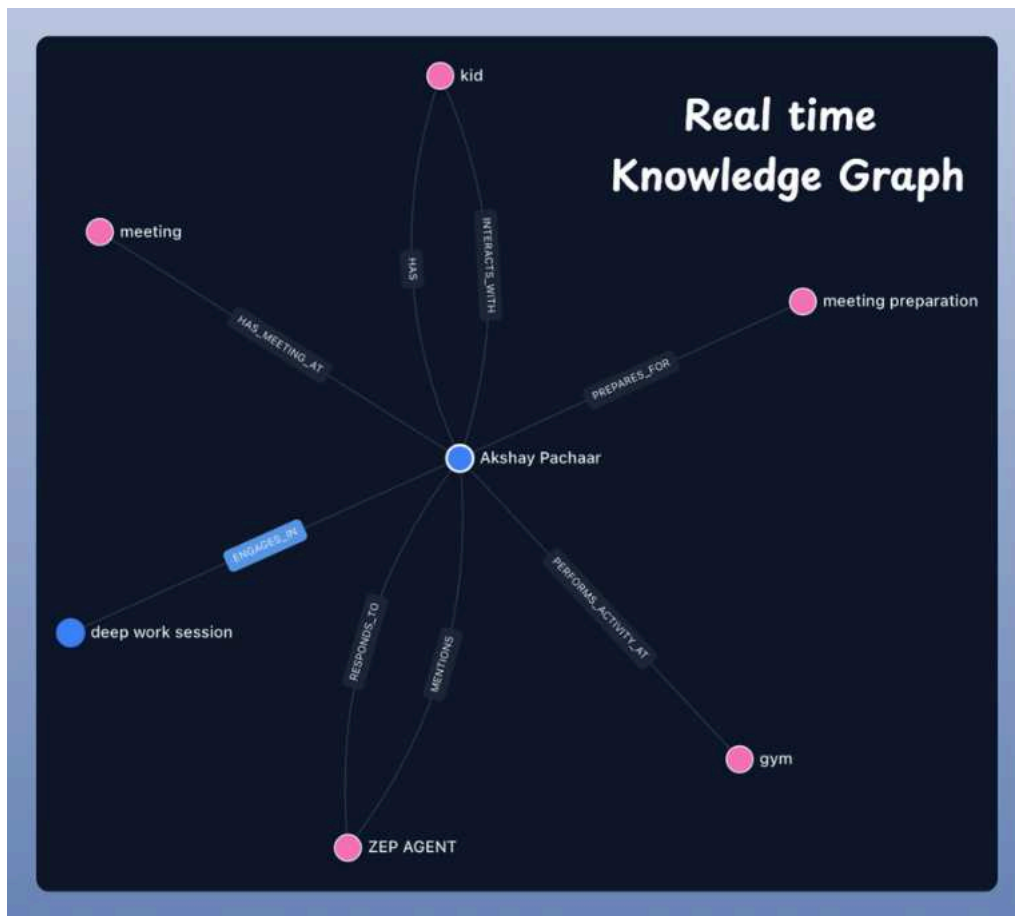 kid
Real time
Knowledge Graph
meeting
HAS
INTERACTS_WITH
meeting preparation
HAS_MEETING_AT
PREPARES_FOR
Akshay Pachaar
ENGAGES_IN
PERFORMS_ACTIVITY_AT
deep work session
RESPONDS_TO
MENTIONS
gym
ZEP AGENT